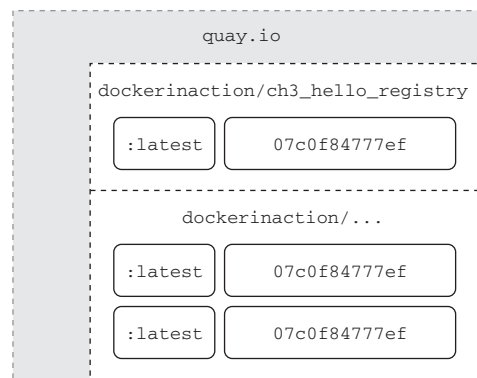 quay.io
dockerinaction/ch3_hello_registry
:latest 07c0f84777ef
dockerinaction/...
:latest 07c0f84777ef
:latest 07c0f84777ef